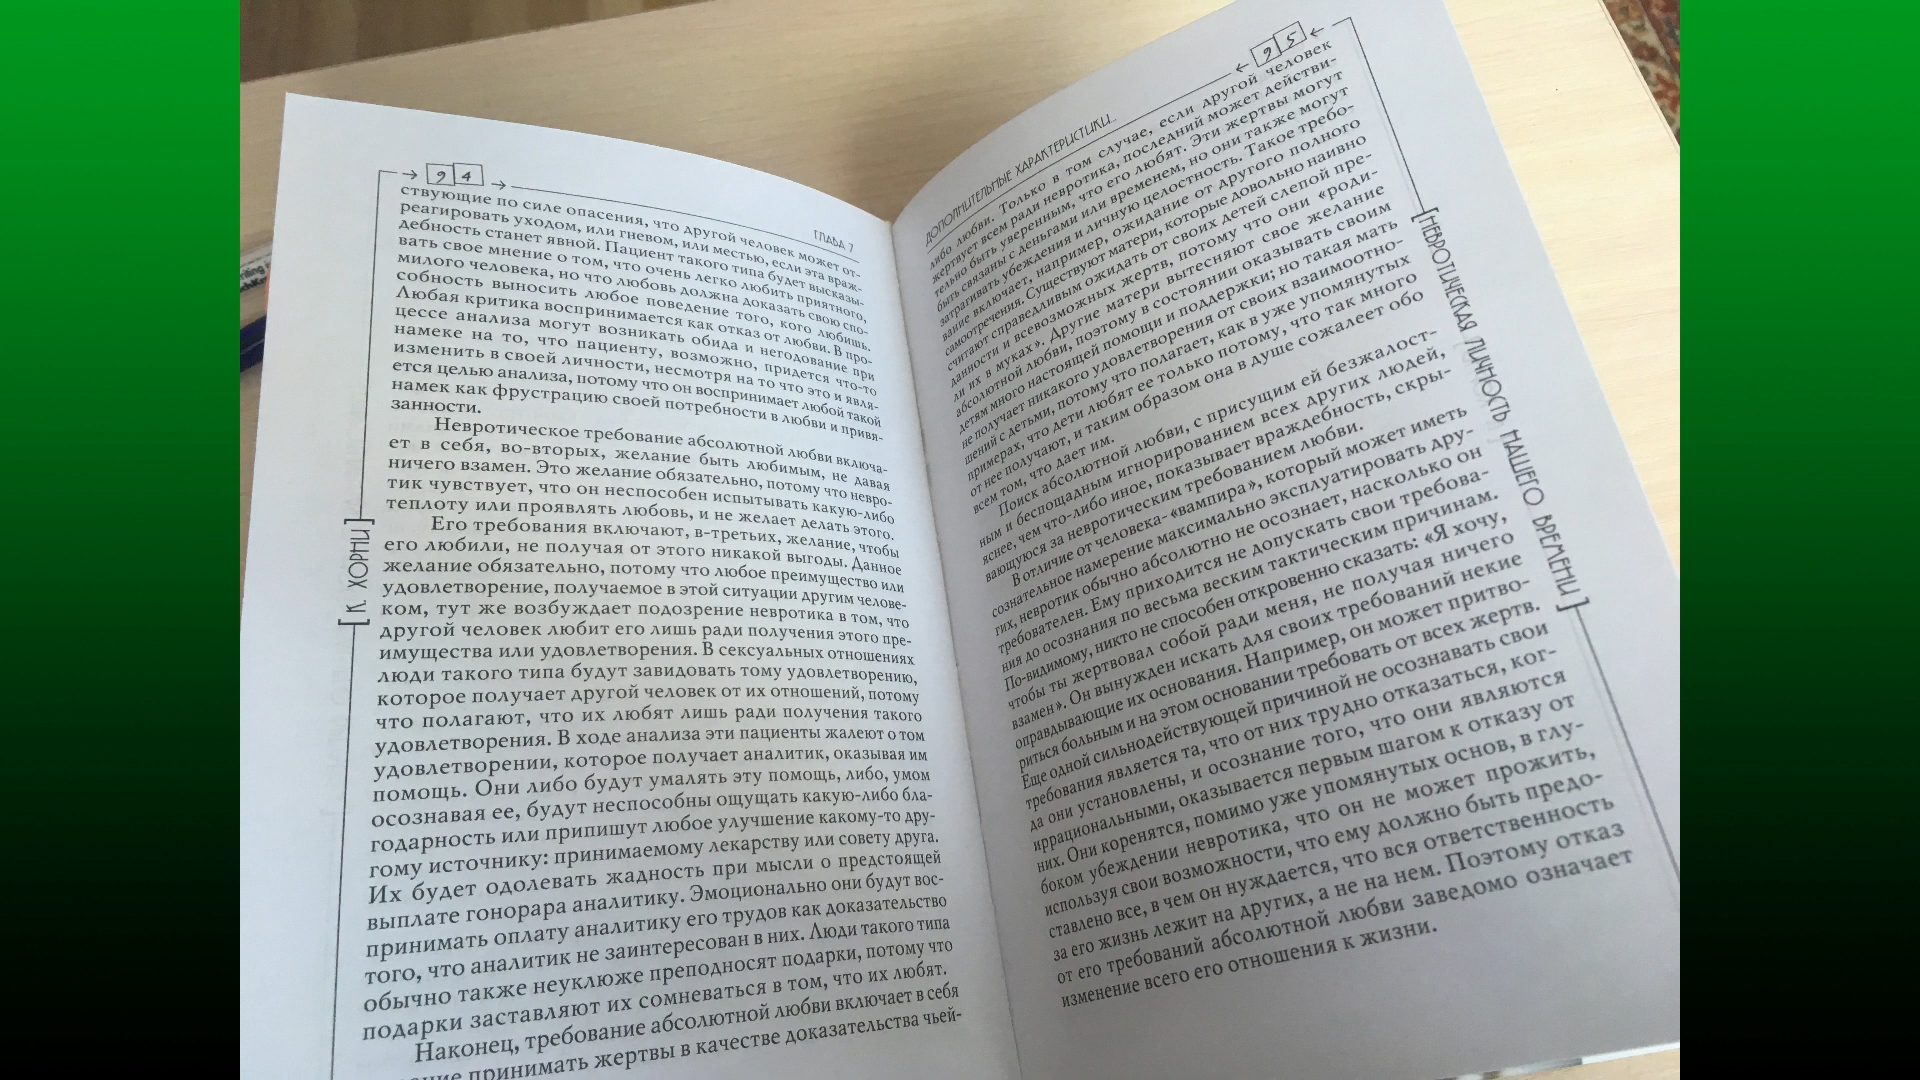 94
ГЛАВА 7
ствующие по силе опасения, что другой человек может от-
реагировать уходом, или гневом, или местью, если эта враж-
дебность станет явной. Пациент такого типа будет высказы-
вать свое мнение о том, что очень легко любить приятного,
милого человека, но что любовь должна доказать свою спо-
собность выносить любое поведение того, кого любишь.
Любая критика воспринимается как отказ от любви. В про-
цессе анализа могут возникать обида и негодование при
намеке на то, что пациенту, возможно, придется что-то
изменить в своей личности, несмотря на то что это и явля-
ется целью анализа, потому что он воспринимает любой такой
намек как фрустрацию своей потребности в любви и привя-
занности.
Невротическое требование абсолютной любви включа-
ет в себя, во-вторых, желание быть любимым, не давая
ничего взамен. Это желание обязательно, потому что невро-
тик чувствует, что он неспособен испытывать какую-либо
теплоту или проявлять любовь, и не желает делать этого.
Его требования включают, в-третьих, желание, чтобы
его любили, не получая от этого никакой выгоды. Данное
желание обязательно, потому что любое преимущество или
удовлетворение, получаемое в этой ситуации другим челове-
ком, тут же возбуждает подозрение невротика в том, что
другой человек любит его лишь ради получения этого пре-
имущества или удовлетворения. В сексуальных отношениях
люди такого типа будут завидовать тому удовлетворению,
которое получает другой человек от их отношений, потому
что полагают, что их любят лишь ради получения такого
удовлетворения. В ходе анализа эти пациенты жалеют о том
удовлетворении, которое получает аналитик, оказывая им
помощь. Они либо будут умалять эту помощь, либо, умом
осознавая ее, будут неспособны ощущать какую-либо бла-
годарность или припишут любое улучшение какому-то дру-
гому источнику: принимаемому лекарству или совету друга.
Их будет одолевать жадность при мысли о предстоящей
выплате гонорара аналитику. Эмоционально они будут вос-
принимать оплату аналитику его трудов как доказательство
того, что аналитик не заинтересован в них. Люди такого типа
обычно также неуклюже преподносят подарки, потому что
подарки заставляют их сомневаться в том, что их любят.
Наконец, требование абсолютной любви включает в себя
принимать жертвы в качестве доказательства чьей-
[К. ХОРНИ]
95
ДОПОЛНИТЕЛЬНЫЕ ХАРАКТЕРИСТИКИ...
либо любви. Только в том случае, если другой человек
жертвует всем ради невротика, последний может действи-
тельно быть уверенным, что его любят. Эти жертвы могут
быть связаны с деньгами или временем, но они также могут
затрагивать убеждения и личную целостность. Такое требо-
вание включает, например, ожидание от другого полного
самоотречения. Существуют матери, которые довольно наивно
считают справедливым ожидать от своих детей слепой пре-
данности и всевозможных жертв, потому что они «роди-
ли их в муках». Другие матери вытесняют свое желание
абсолютной любви, поэтому в состоянии оказывать своим
детям много настоящей помощи и поддержки; но такая мать
не получает никакого удовлетворения от своих взаимоотно-
шений с детьми, потому что полагает, как в уже упомянутых
примерах, что дети любят ее только потому, что так много
от нее получают, и таким образом она в душе сожалеет обо
всем том, что дает им.
Поиск абсолютной любви, с присущим ей безжалост-
ным и беспощадным игнорированием всех других людей,
яснее, чем что-либо иное, показывает враждебность, скры-
вающуюся за невротическим требованием любви.
В отличие от человека-«вампира», который может иметь
сознательное намерение максимально эксплуатировать дру-
гих, невротик обычно абсолютно не осознает, насколько он
требователен. Ему приходится не допускать свои требова-
ния до осознания по весьма веским тактическим причинам.
По-видимому, никто не способен откровенно сказать: «Я хочу,
чтобы ты жертвовал собой ради меня, не получая ничего
взамен». Он вынужден искать для своих требований некие
оправдывающие их основания. Например, он может притво-
риться больным и на этом основании требовать от всех жертв.
Еще одной сильнодействующей причиной не осознавать свои
требования является та, что от них трудно отказаться, ког-
да они установлены, и осознание того, что они являются
иррациональными, оказывается первым шагом к отказу от
них. Они коренятся, помимо уже упомянутых основ, в глу-
боком убеждении невротика, что он не может прожить,
используя свои возможности, что ему должно быть предо-
ставлено все, в чем он нуждается, что вся ответственность
за его жизнь лежит на других, а не на нем. Поэтому отказ
от его требований абсолютной любви заведомо означает
изменение всего его отношения к жизни.
[НЕВРОТИЧЕСКАЯ ЛИЧНОСТЬ НАШЕГО ВРЕМЕНИ]